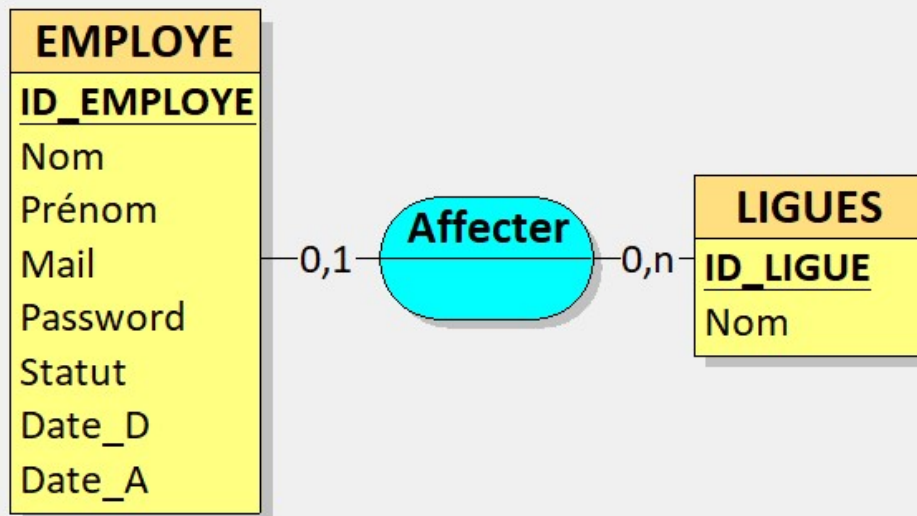 EMPLOYE
ID_EMPLOYE
Nom
Prénom
Mail
Password
Statut
Date_D
Date_A
0,1
Affecter
0,n
LIGUES
ID_LIGUE
Nom